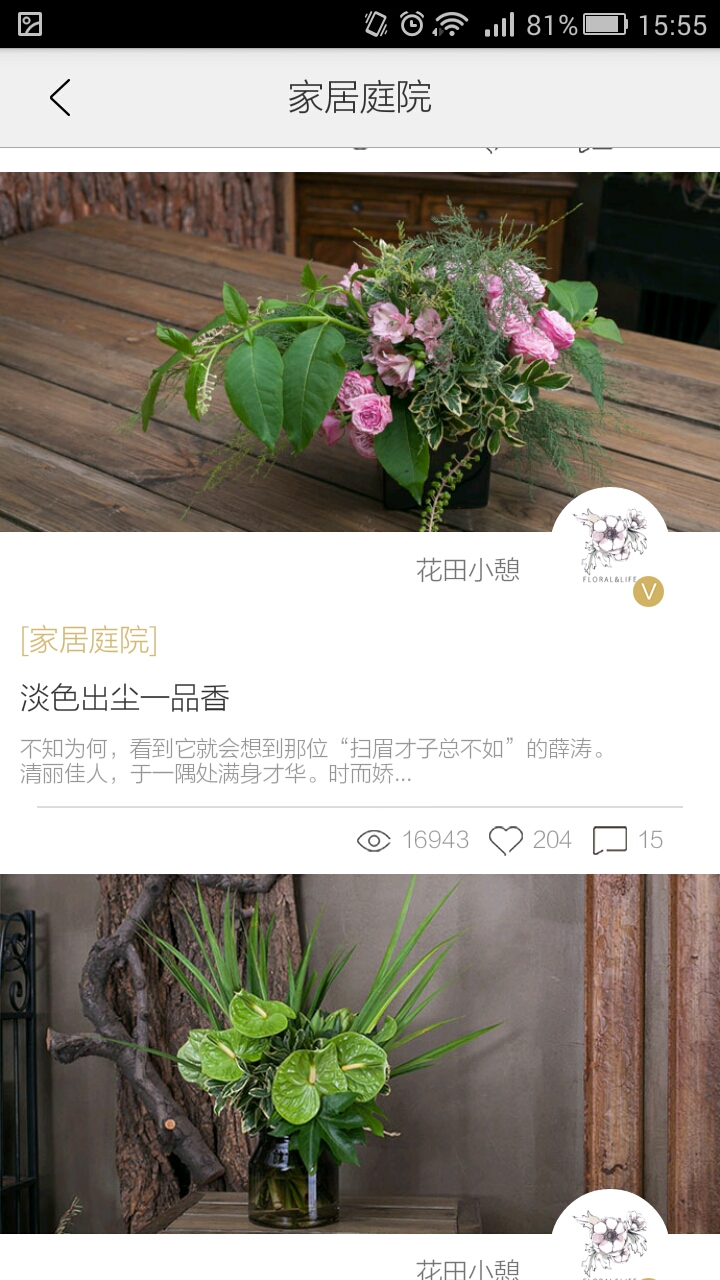 81% 15:55
家居庭院
花田小憩
FLORAL&LIFE
V
[家居庭院]
淡色出尘一品香
不知为何，看到它就会想到那位“扫眉才子总不如”的薛涛。
清丽佳人，于一隅处满身才华。时而娇...
16943 204 15
花田小憩